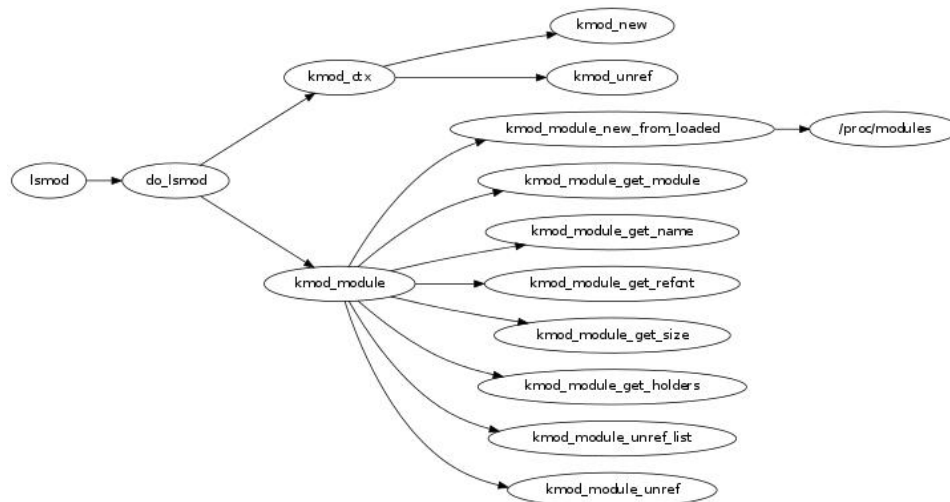 kmod_new
kmod_ctx
kmod_unref
kmod_module_new_from_loaded
/proc/modules
lsmod
do_lsmod
kmod_module_get_module
kmod_module_get_name
kmod_module
kmod_module_get_refcnt
kmod_module_get_size
kmod_module_get_holders
kmod_module_unref_list
kmod_module_unref